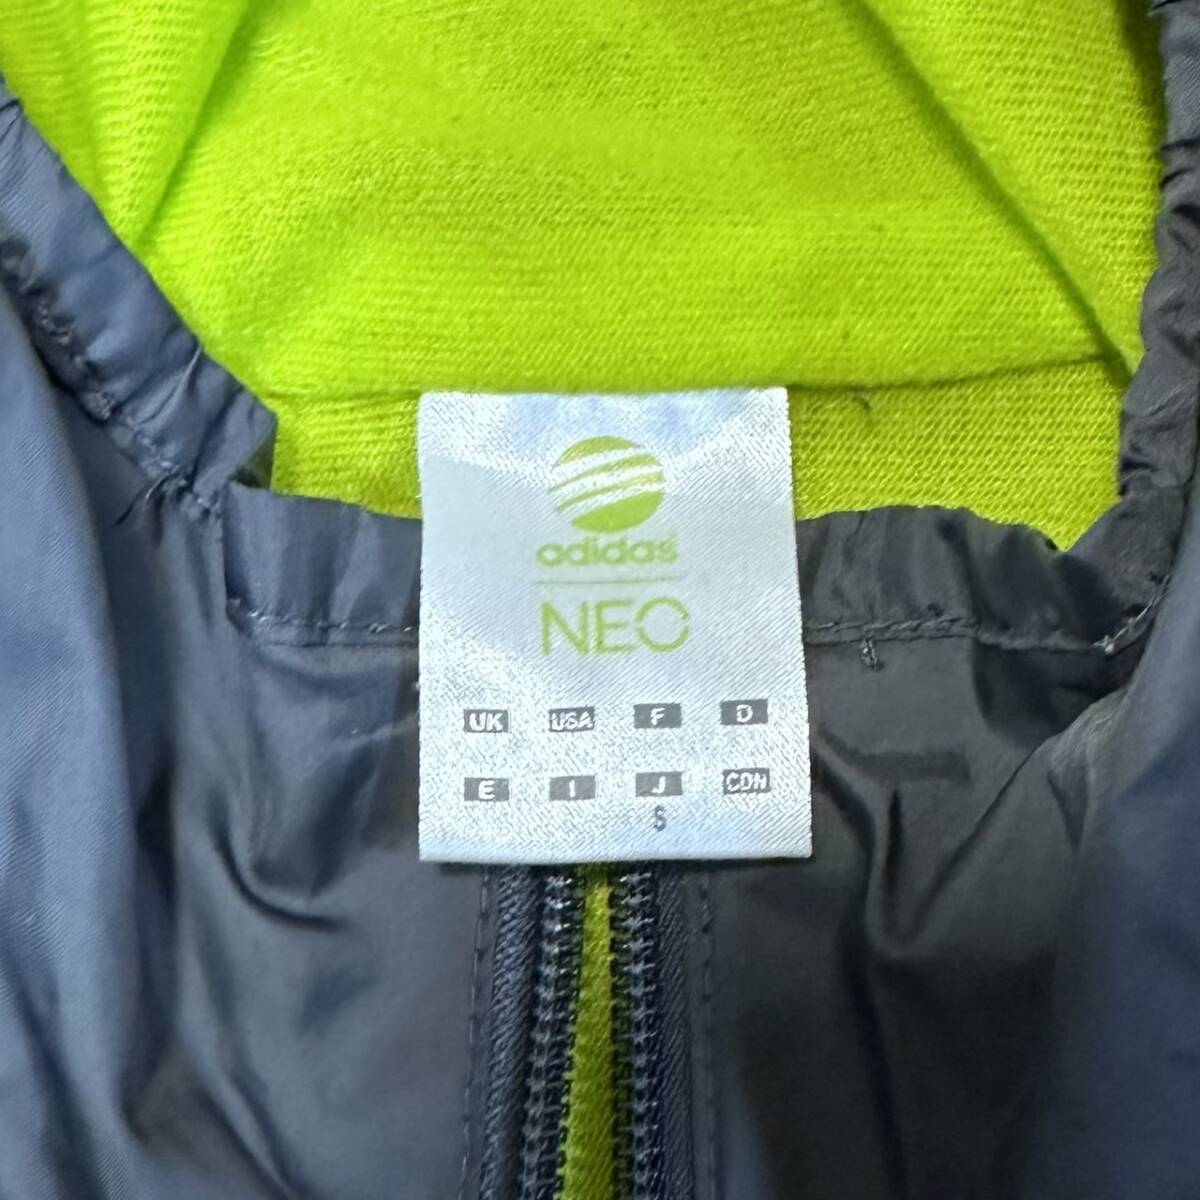 adidas
NEO
UK USA F D
E I J CDN
S